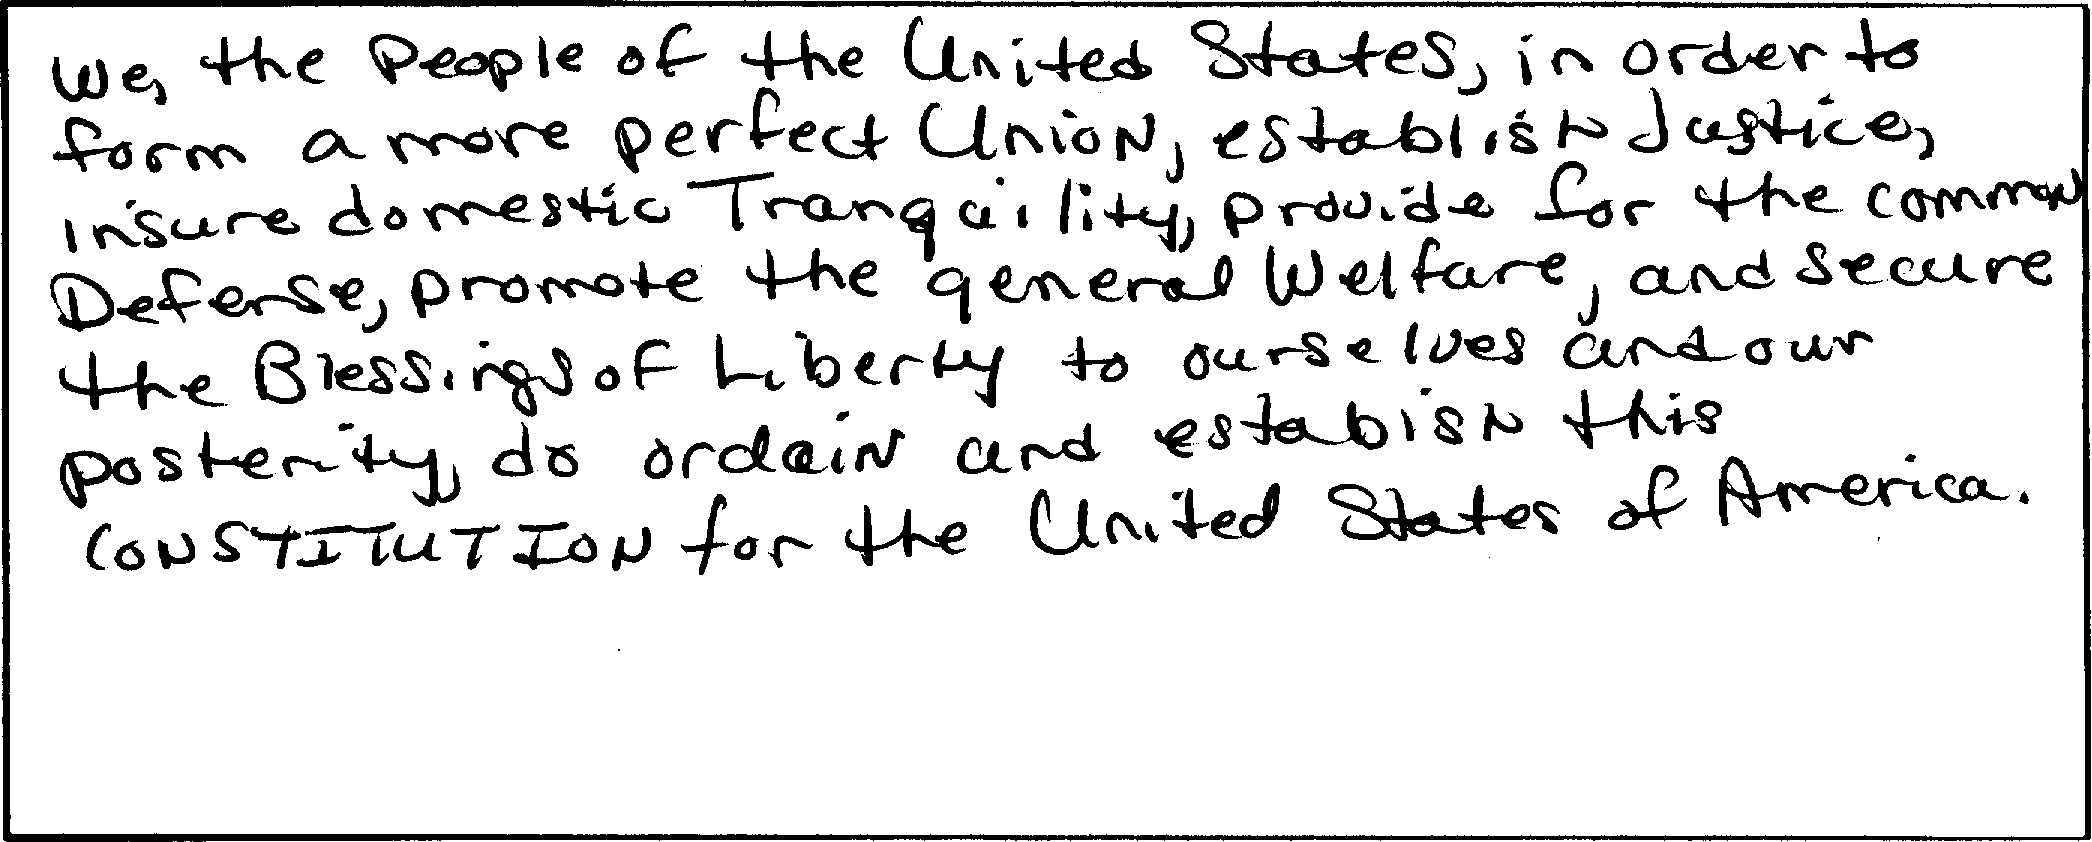 We, the People of the United States, in order to
form a more perfect Union, establish Justice,
insure domestic Tranquility, provide for the common
Defense, promote the general Welfare, and secure
the Blessings of Liberty to ourselves and our
posterity, do ordain and estabish this
CONSTITUTION for the United States of America.